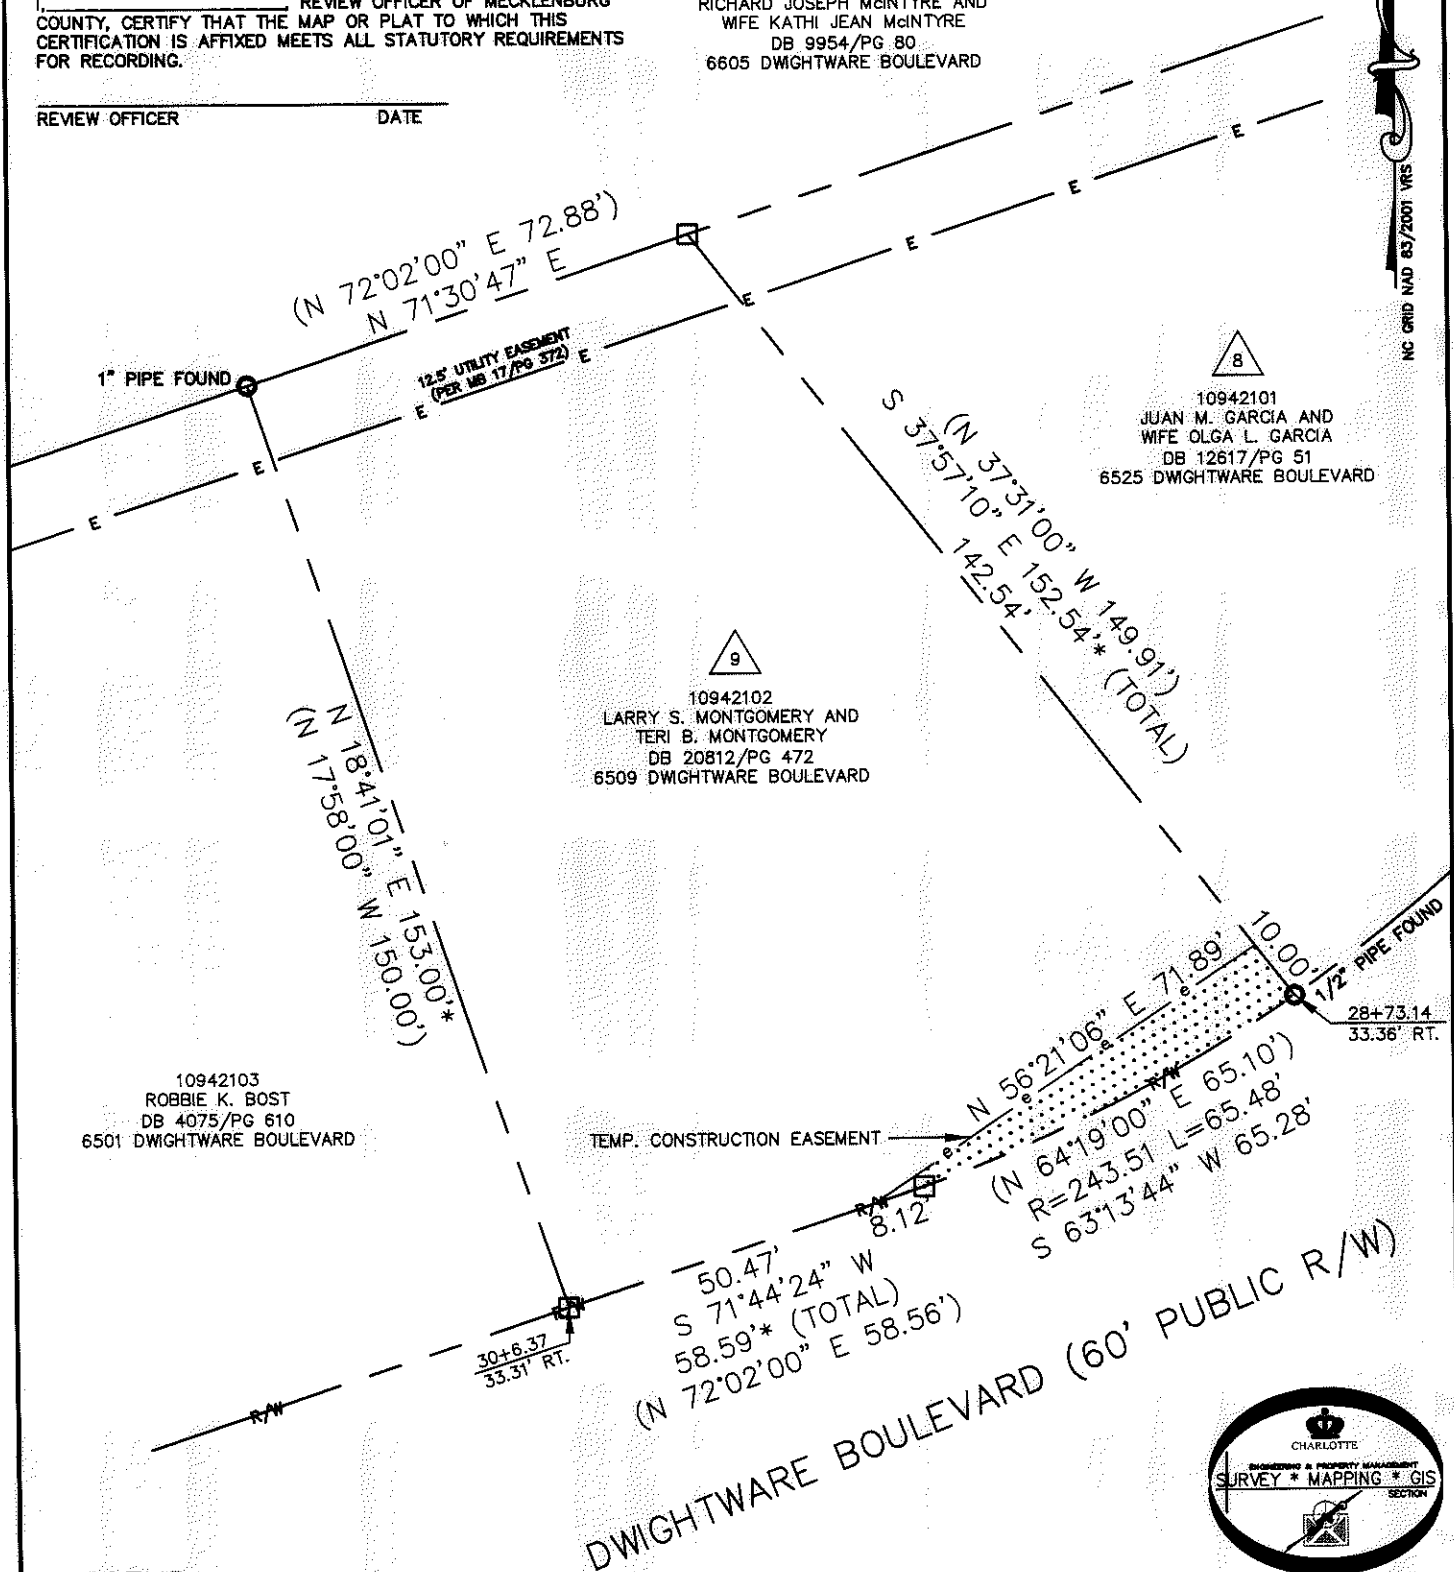 I, REVIEW OFFICER OF MECKLENBURG
COUNTY, CERTIFY THAT THE MAP OR PLAT TO WHICH THIS
CERTIFICATION IS AFFIXED MEETS ALL STATUTORY REQUIREMENTS
FOR RECORDING.
REVIEW OFFICER DATE
RICHARD JOSEPH McINTYRE AND
WIFE KATHI JEAN McINTYRE
DB 9954/PG 80
6605 DWIGHTWARE BOULEVARD
NC GRID NAD 83/2001 VRS
(N 72°02'00" E 72.88')
N 71°30'47" E
1" PIPE FOUND
12.5' UTILITY EASEMENT
(PER MB 17/PG 372)
E E E E E E E E
8
10942101
JUAN M. GARCIA AND
WIFE OLGA L. GARCIA
DB 12617/PG 51
6525 DWIGHTWARE BOULEVARD
(N 37°31'00" W 149.91')
S 37°57'10" E 152.54'* (TOTAL)
142.54'
9
10942102
LARRY S. MONTGOMERY AND
TERI B. MONTGOMERY
DB 20812/PG 472
6509 DWIGHTWARE BOULEVARD
N 18°41'01" E 153.00'*
(N 17°58'00" W 150.00')
10942103
ROBBIE K. BOST
DB 4075/PG 610
6501 DWIGHTWARE BOULEVARD
10.00'
1/2" PIPE FOUND
28+73.14
33.36' RT.
N 56°21'06" E 71.89'
e e e e
R/W
TEMP. CONSTRUCTION EASEMENT
(N 64°19'00" E 65.10')
R=243.51 L=65.48'
S 63°13'44" W 65.28'
R/W
8.12'
50.47'
S 71°44'24" W
58.59'* (TOTAL)
(N 72°02'00" E 58.56')
R/W
30+6.37
33.31' RT.
R/W
DWIGHTWARE BOULEVARD (60' PUBLIC R/W)
CHARLOTTE
ENGINEERING & PROPERTY MANAGEMENT
SURVEY * MAPPING * GIS
SECTION